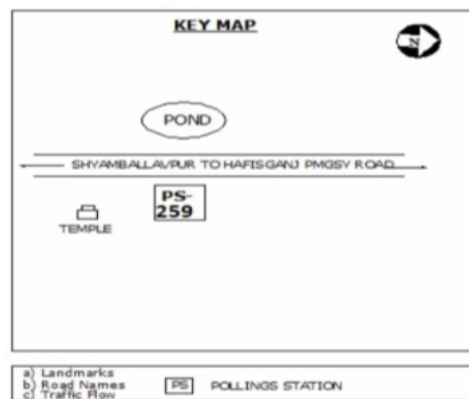 KEY MAP
N
POND
SHYAMBALLAVPUR TO HAFISGANJ PMGSY ROAD
PS-
259
TEMPLE
a) Landmarks
b) Road Names
c) Traffic Flow
PS POLLINGS STATION